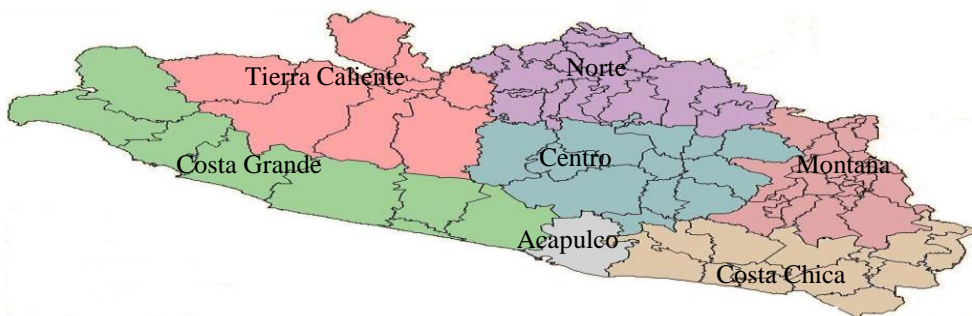 Norte
Tierra Caliente
Centro
Costa Grande
Montaña
Acapulco
Costa Chica